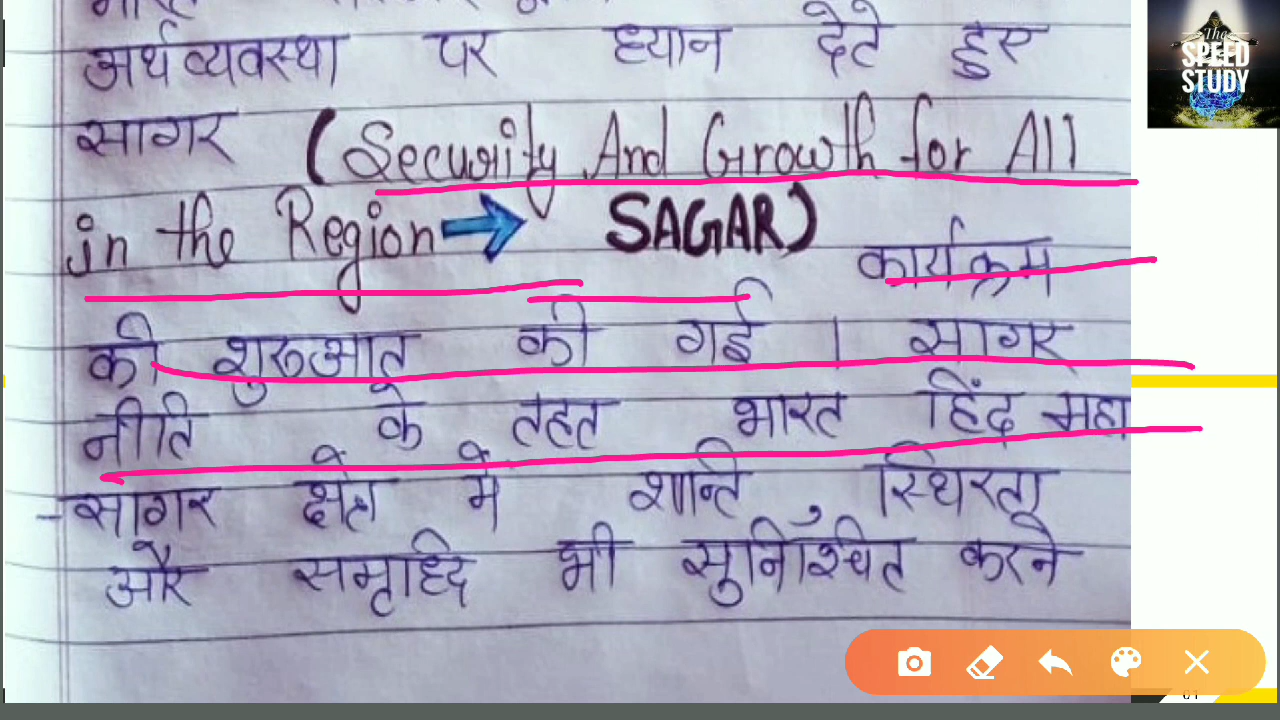 अर्थव्यवस्था पर ध्यान देते हुए
सागर (Security And Growth for All
in the Region → SAGAR)
कार्यक्रम
की शुरुआत की गई । सागर
नीति के तहत भारत हिंद महा
-सागर क्षेत्र में शान्ति, स्थिरता
और समृद्धि भी सुनिश्चित करने
The
SPEED
STUDY